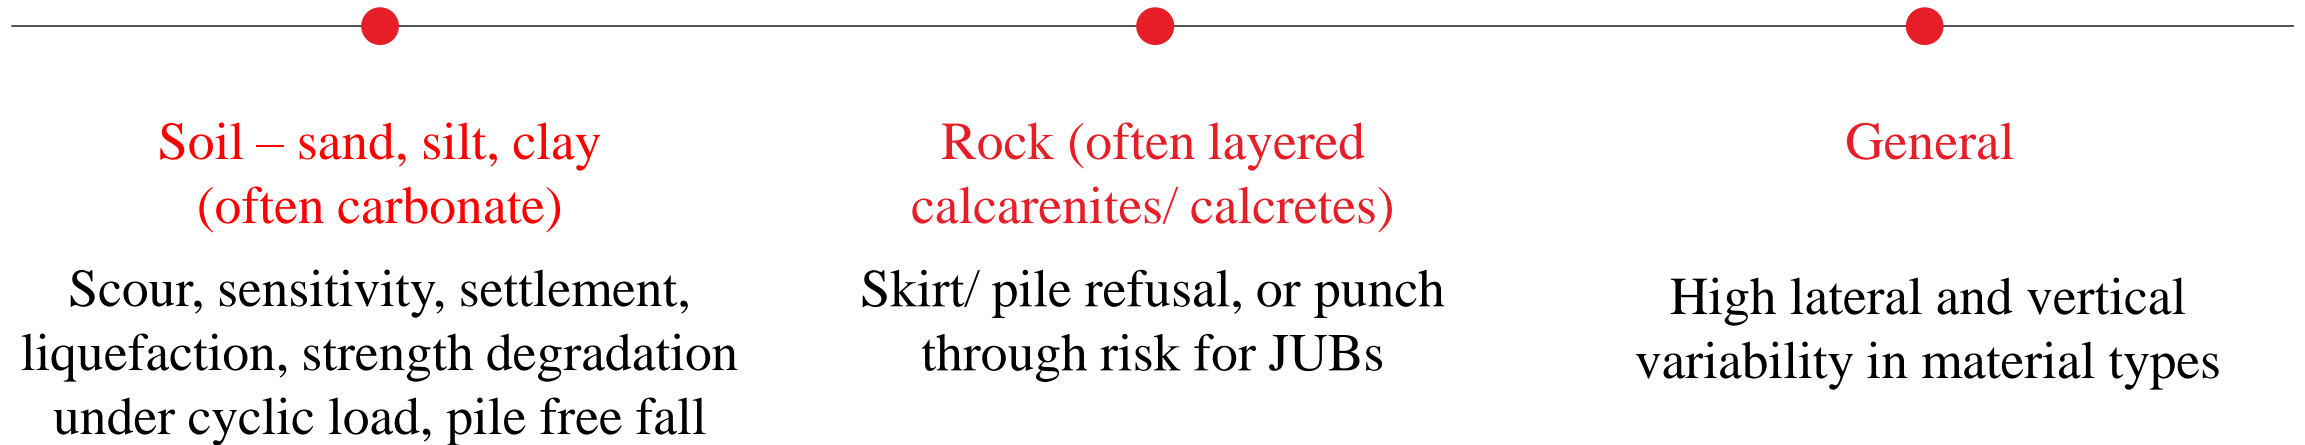 Soil – sand, silt, clay
(often carbonate)
Scour, sensitivity, settlement,
liquefaction, strength degradation
under cyclic load, pile free fall
Rock (often layered
calcarenites/ calcretes)
Skirt/ pile refusal, or punch
through risk for JUBs
General
High lateral and vertical
variability in material types